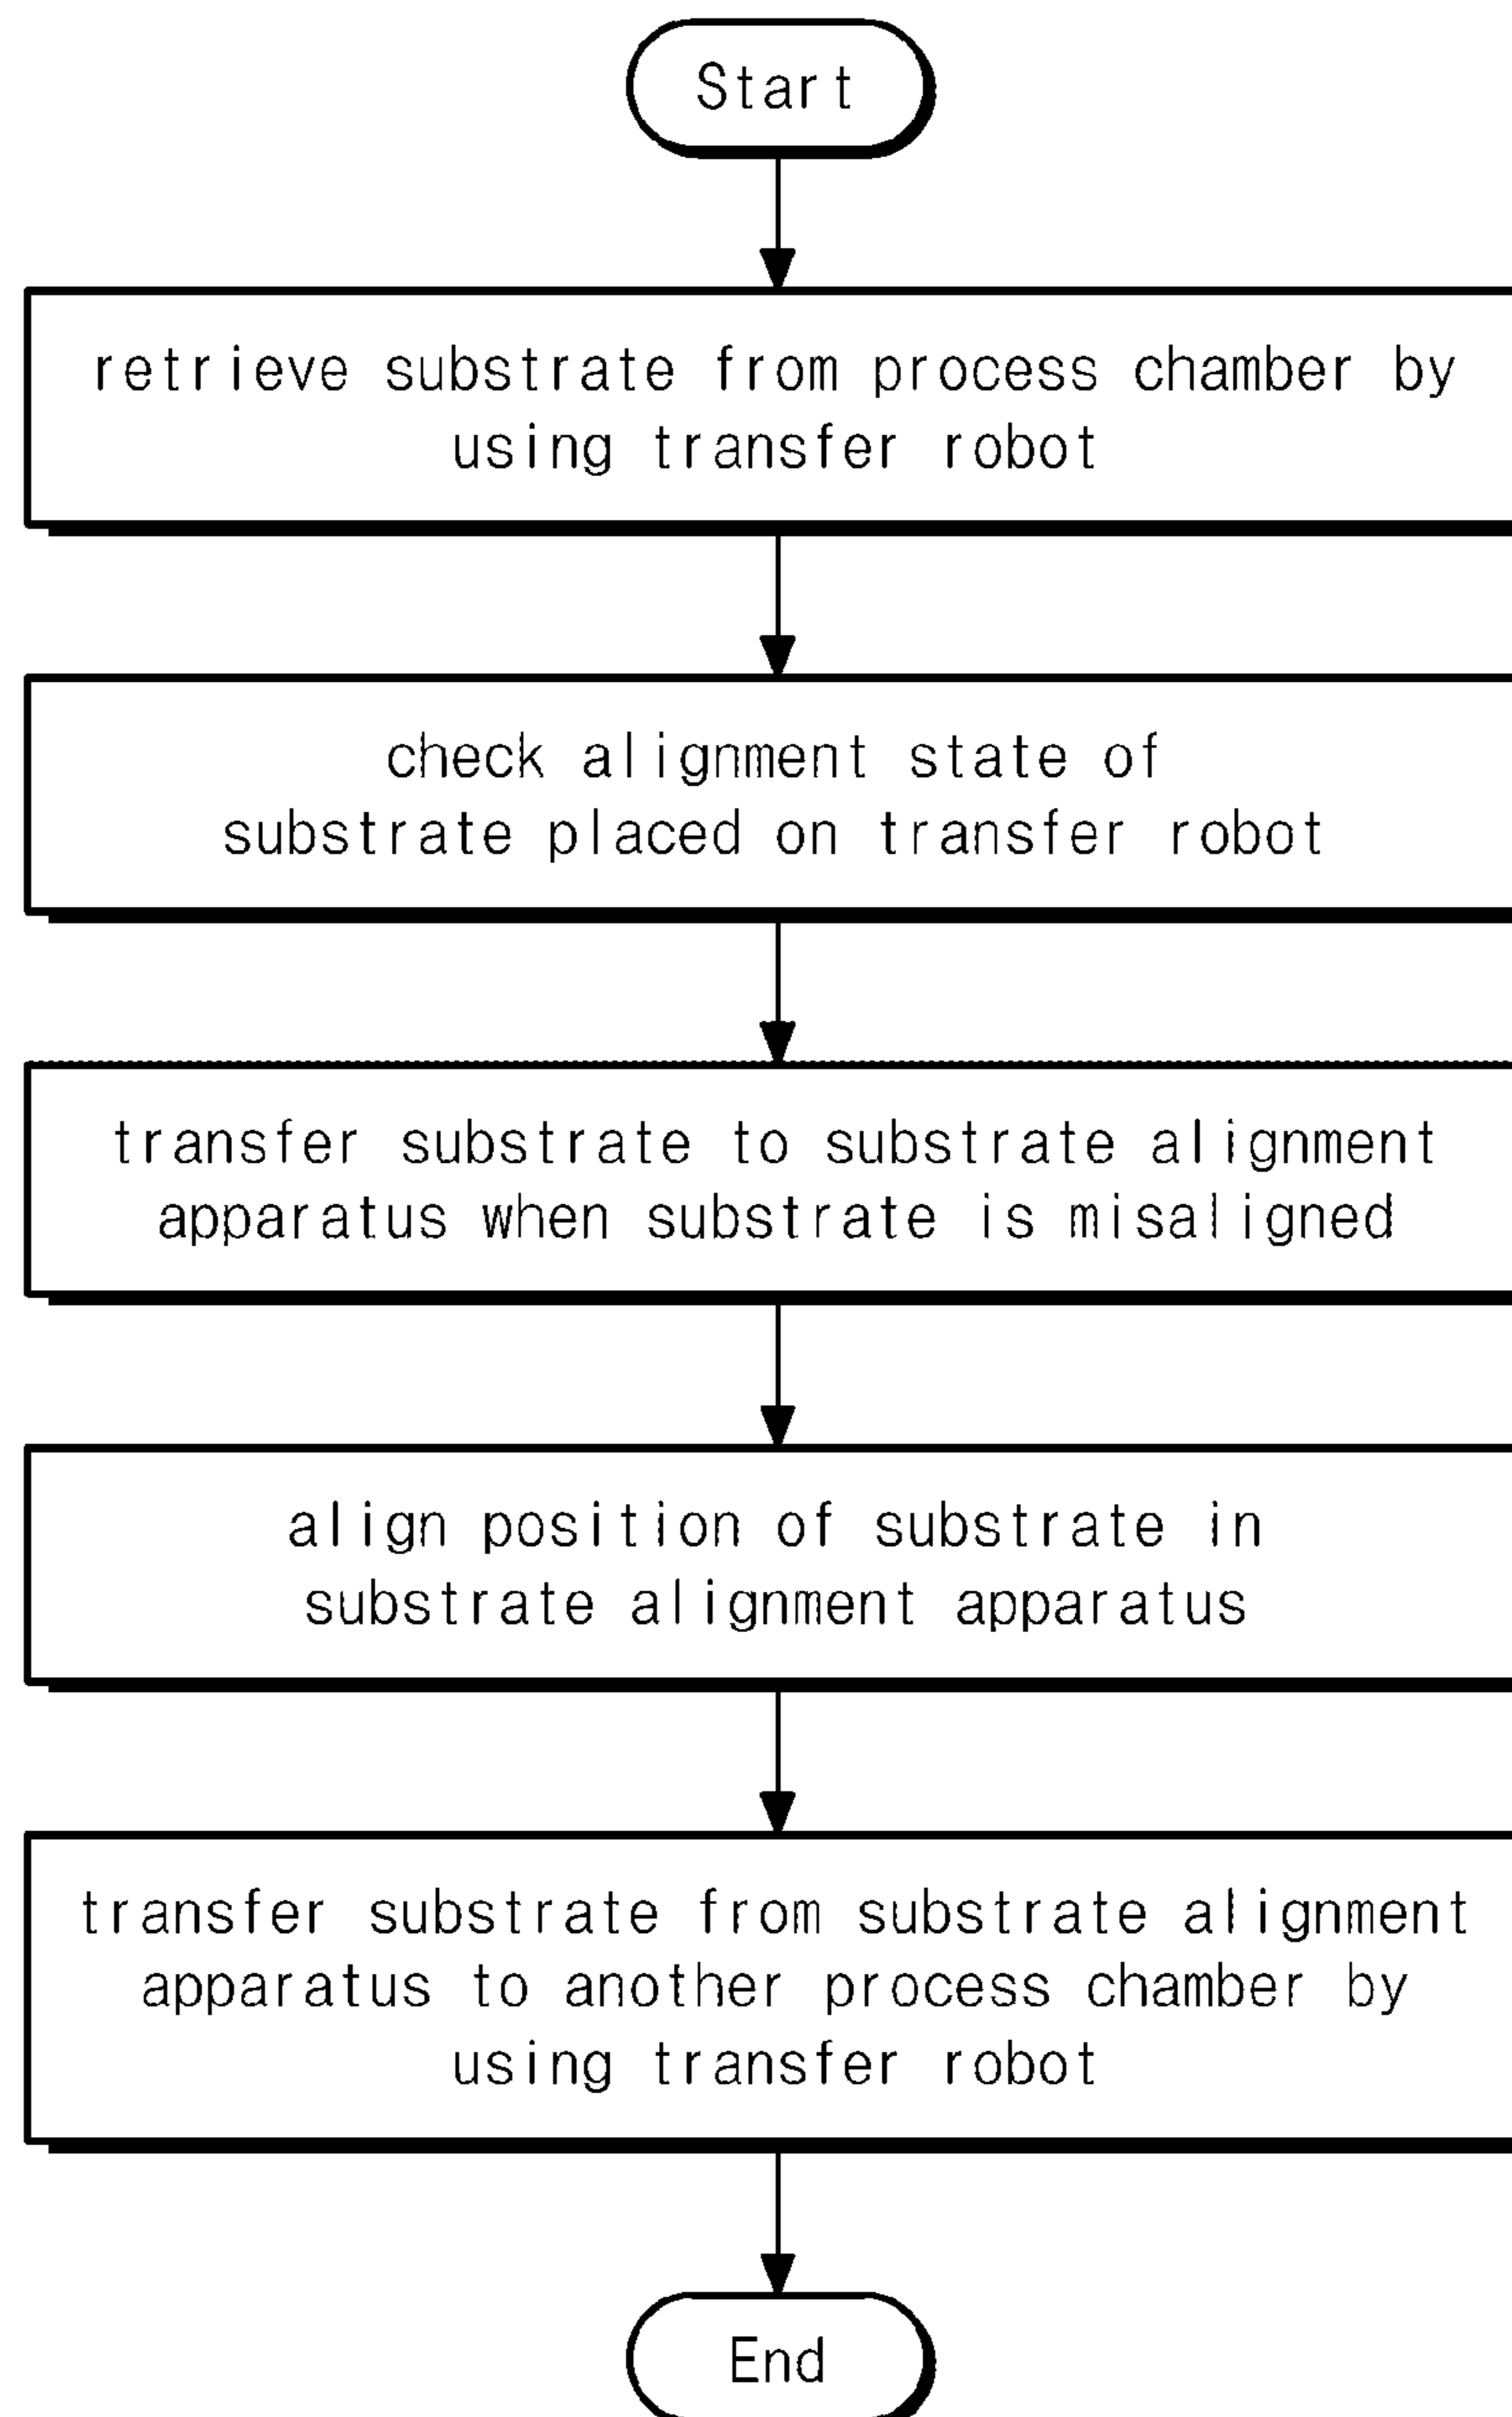 Start
retrieve substrate from process chamber by
using transfer robot
check alignment state of
substrate placed on transfer robot
transfer substrate to substrate alignment
apparatus when substrate is misaligned
align position of substrate in
substrate alignment apparatus
transfer substrate from substrate alignment
apparatus to another process chamber by
using transfer robot
End